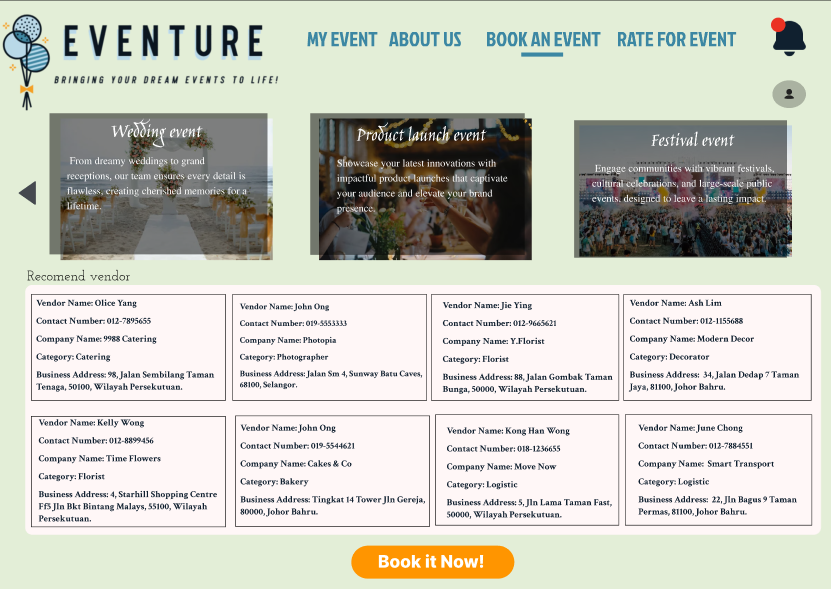 EVENTURE
BRINGING YOUR DREAM EVENTS TO LIFE!
MY EVENT
ABOUT US
BOOK AN EVENT
RATE FOR EVENT
Wedding event
From dreamy weddings to grand
receptions, our team ensures every detail is
flawless, creating cherished memories for a
lifetime.
Product launch event
Showcase your latest innovations with
impactful product launches that captivate
your audience and elevate your brand
presence.
Festival event
Engage communities with vibrant festivals,
cultural celebrations, and large-scale public
events, designed to leave a lasting impact.
Recomend vendor
Vendor Name: Olice Yang
Contact Number: 012-7895655
Company Name: 9988 Catering
Category: Catering
Business Address: 98, Jalan Sembilang Taman
Tenaga, 50100, Wilayah Persekutuan.
Vendor Name: John Ong
Contact Number: 019-5553333
Company Name: Photopia
Category: Photographer
Business Address: Jalan Sm 4, Sunway Batu Caves,
68100, Selangor.
Vendor Name: Jie Ying
Contact Number: 012-9665621
Company Name: Y.Florist
Category: Florist
Business Address: 88, Jalan Gombak Taman
Bunga, 50000, Wilayah Persekutuan.
Vendor Name: Ash Lim
Contact Number: 012-1155688
Company Name: Modern Decor
Category: Decorator
Business Address: 34, Jalan Dedap 7 Taman
Jaya, 81100, Johor Bahru.
Vendor Name: Kelly Wong
Contact Number: 012-8899456
Company Name: Time Flowers
Category: Florist
Business Address: 4, Starhill Shopping Centre
Ff3 Jln Bkt Bintang Malays, 55100, Wilayah
Persekutuan.
Vendor Name: John Ong
Contact Number: 019-5544621
Company Name: Cakes & Co
Category: Bakery
Business Address: Tingkat 14 Tower Jln Gereja,
80000, Johor Bahru.
Vendor Name: Kong Han Wong
Contact Number: 018-1236655
Company Name: Move Now
Category: Logistic
Business Address: 5, Jln Lama Taman Fast,
50000, Wilayah Persekutuan.
Vendor Name: June Chong
Contact Number: 012-7884551
Company Name: Smart Transport
Category: Logistic
Business Address: 22, Jln Bagus 9 Taman
Permas, 81100, Johor Bahru.
Book it Now!